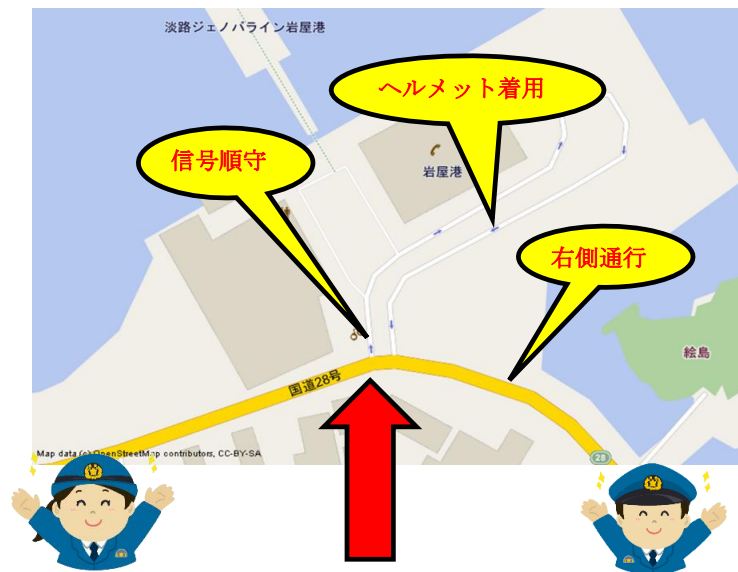 淡路ジェノバライン岩屋港
ヘルメット着用
信号順守
岩屋港
右側通行
絵島
国道28号
28
Map data (c) OpenStreetMap contributors, CC-BY-SA